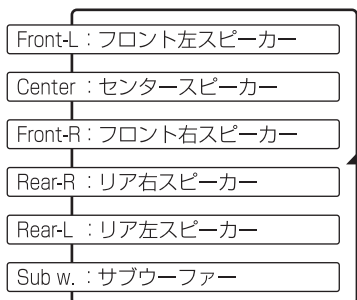 Front-L：フロント左スピーカー
Center：センタースピーカー
Front-R：フロント右スピーカー
Rear-R：リア右スピーカー
Rear-L：リア左スピーカー
Sub w.：サブウーファー